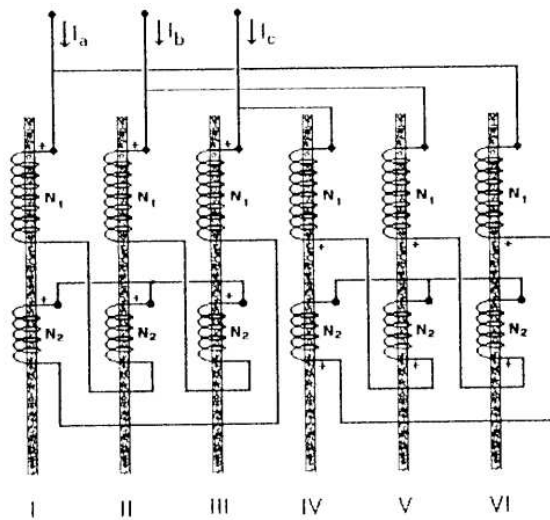 ↓ Ia ↓ Ib ↓ Ic
+ + +
N1 N1 N1 N1 N1 N1
+ + +
+ + +
N2 N2 N2 N2 N2 N2
+ + +
I II III IV V VI